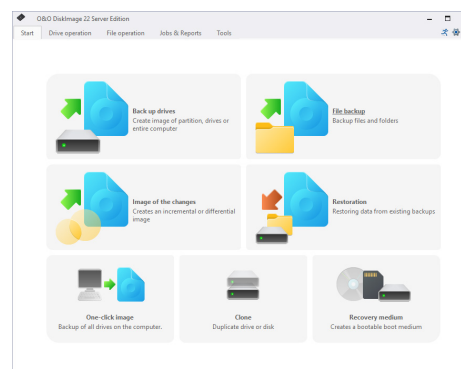 O&O DiskImage 22 Server Edition
Start Drive operation File operation Jobs & Reports Tools
Back up drives
Create image of partition, drives or
entire computer
File backup
Backup files and folders
Image of the changes
Creates an incremental or differential
image
Restoration
Restoring data from existing backups
One-click image
Backup of all drives on the computer.
Clone
Duplicate drive or disk
Recovery medium
Creates a bootable boot medium